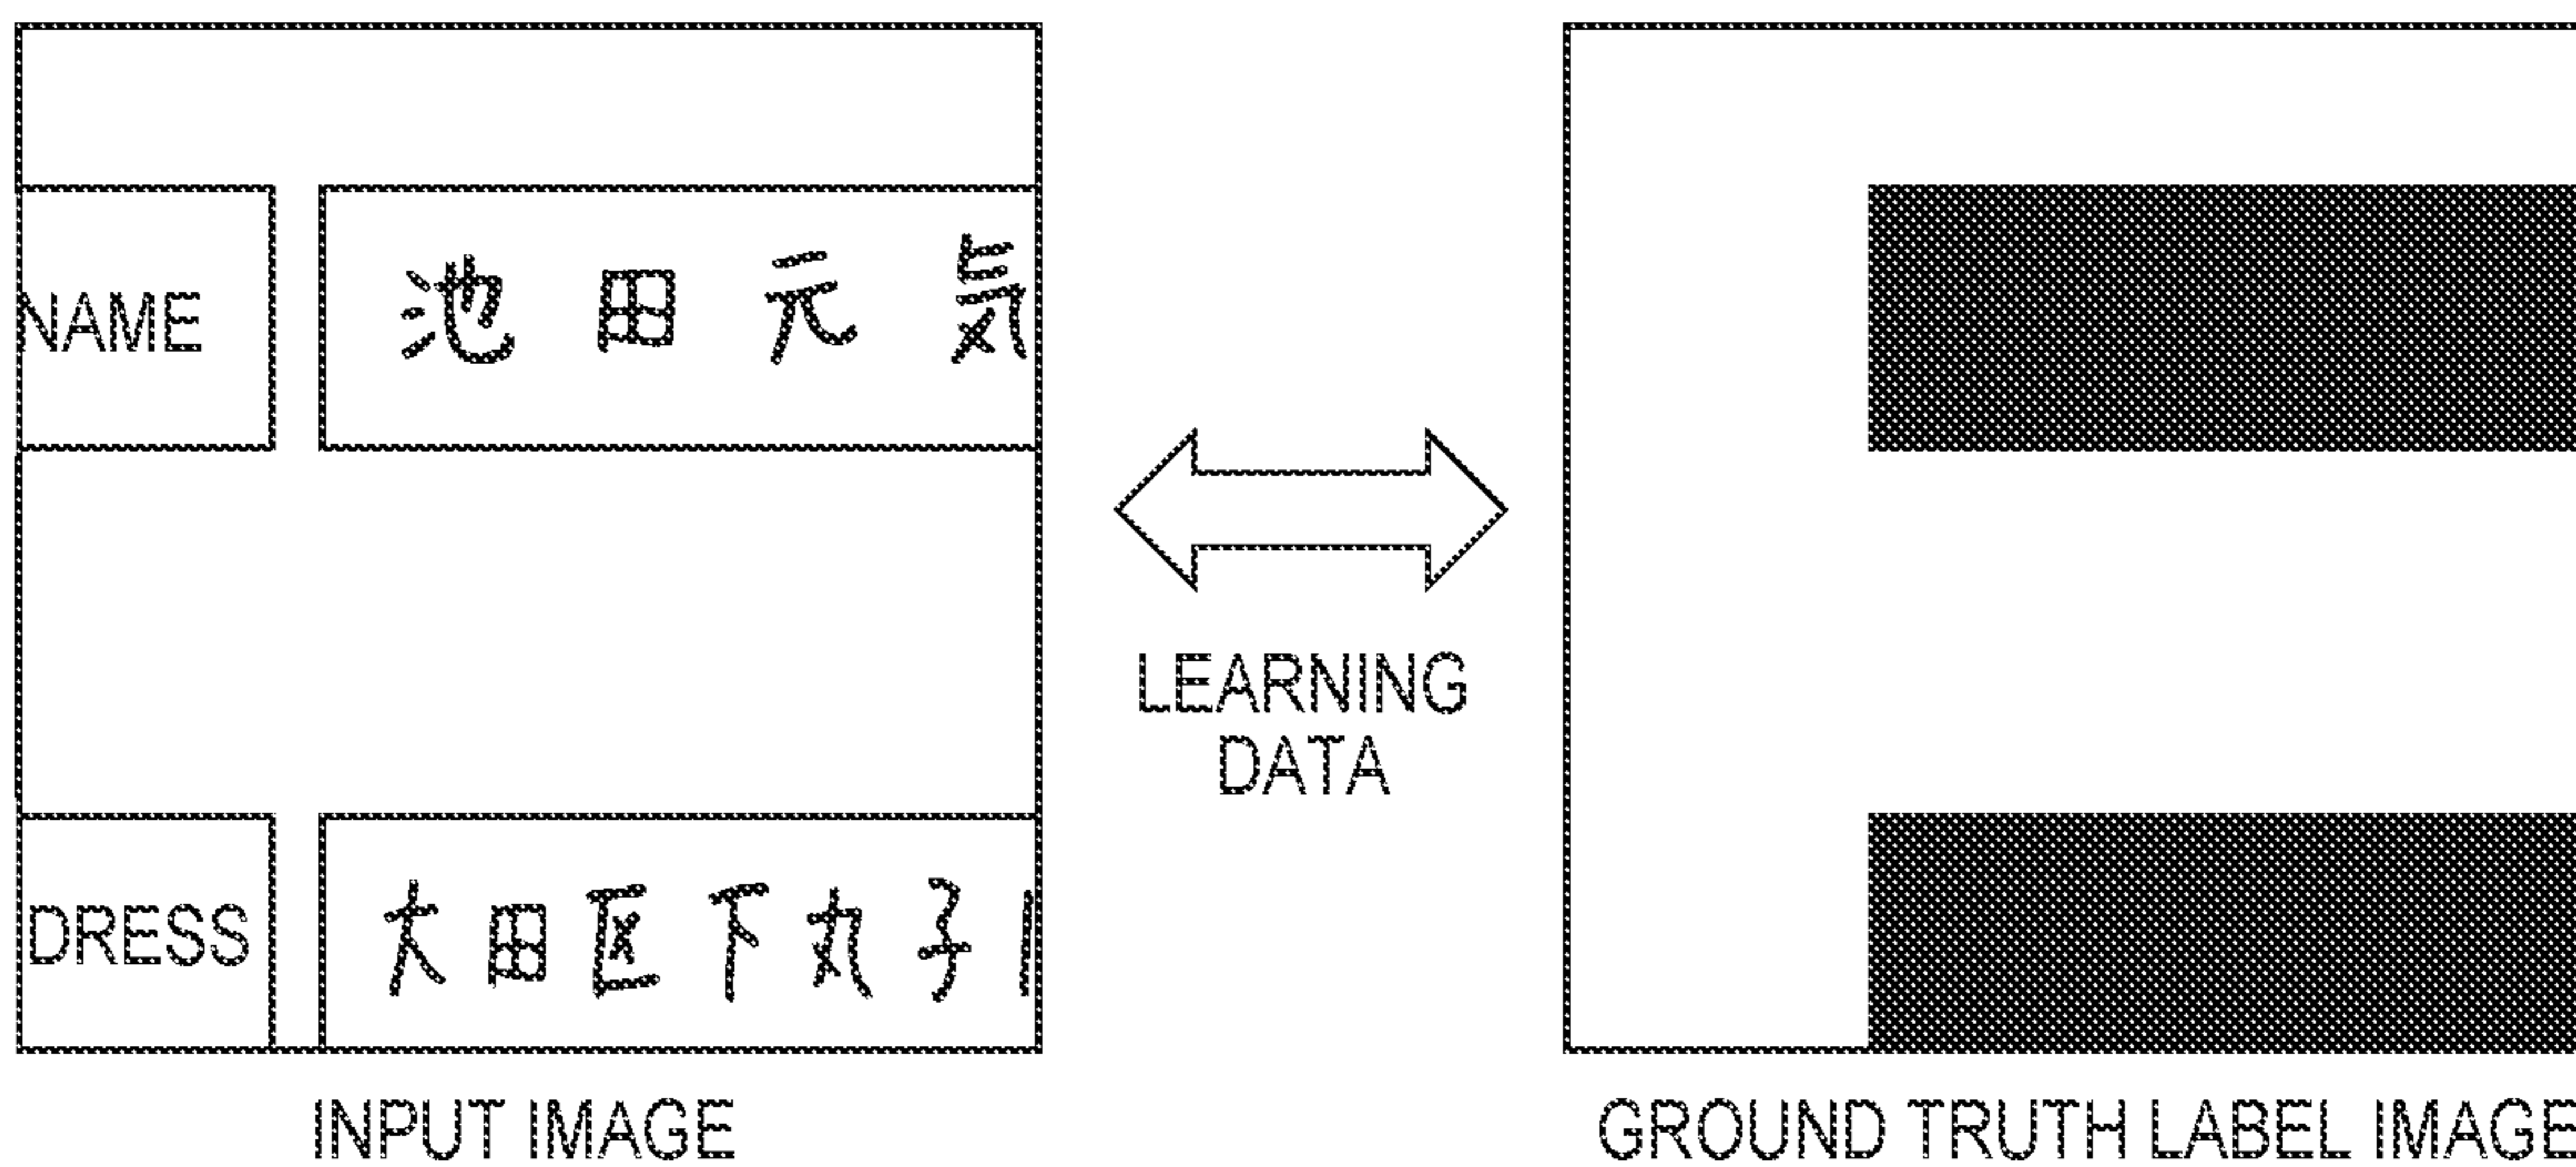 NAME 池田元気
LEARNING
DATA
DRESS 大田区下丸子
INPUT IMAGE
GROUND TRUTH LABEL IMAGE